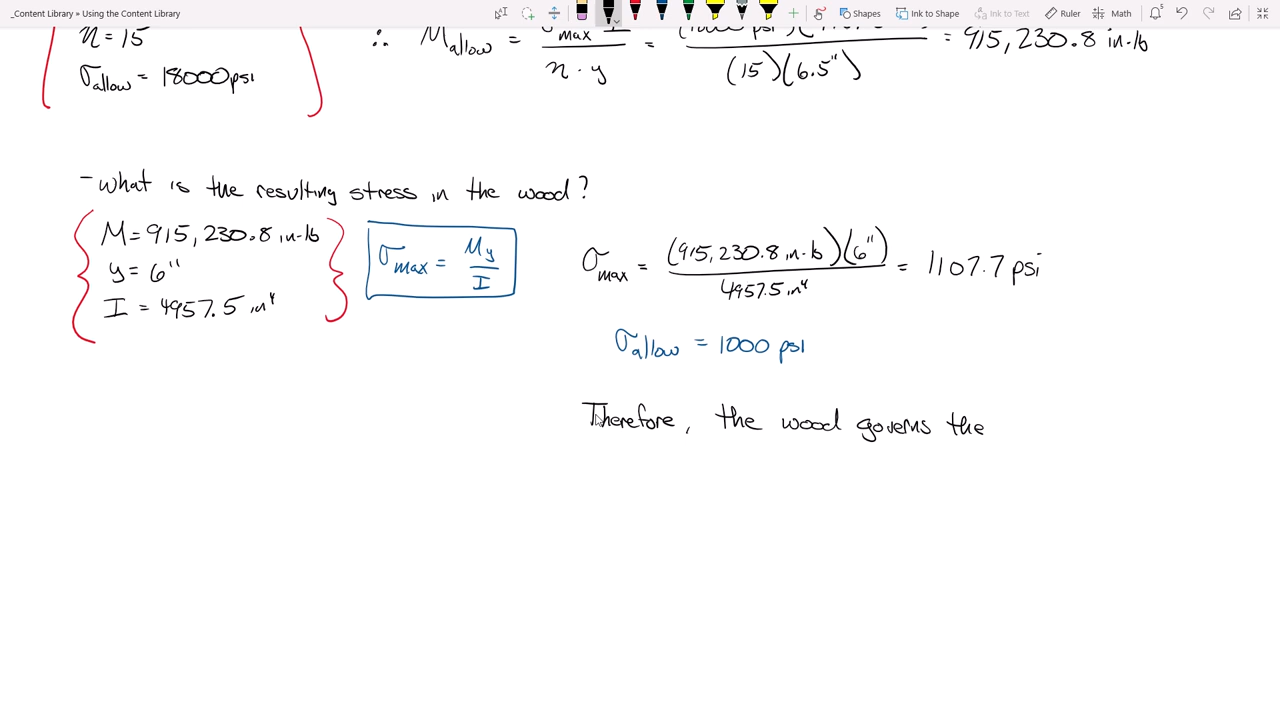 _Content Library » Using the Content Library
Shapes Ink to Shape Ink to Text Ruler Math
n = 15
σallow = 18000 psi
∴ Mallow = σmax I / n · y = / (15)(6.5") = 915,230.8 in·lb
- What is the resulting stress in the wood?
M = 915,230.8 in·lb
y = 6"
I = 4957.5 in⁴
σmax = My / I
σmax = (915,230.8 in·lb)(6") / 4957.5 in⁴ = 1107.7 psi
σallow = 1000 psi
Therefore, the wood governs the